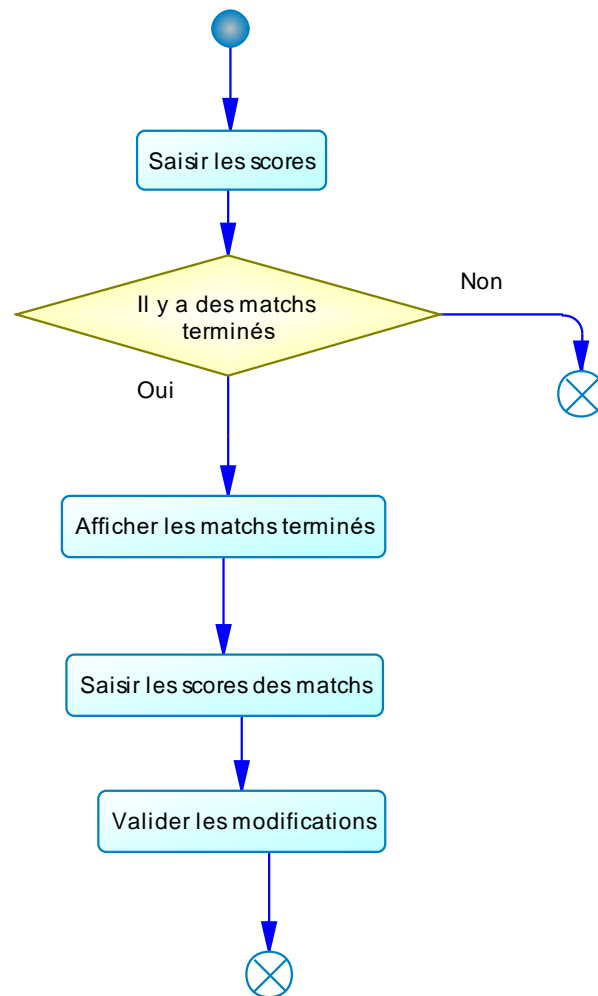 Saisir les scores
Il y a des matchs
terminés
Non
Oui
Afficher les matchs terminés
Saisir les scores des matchs
Valider les modifications